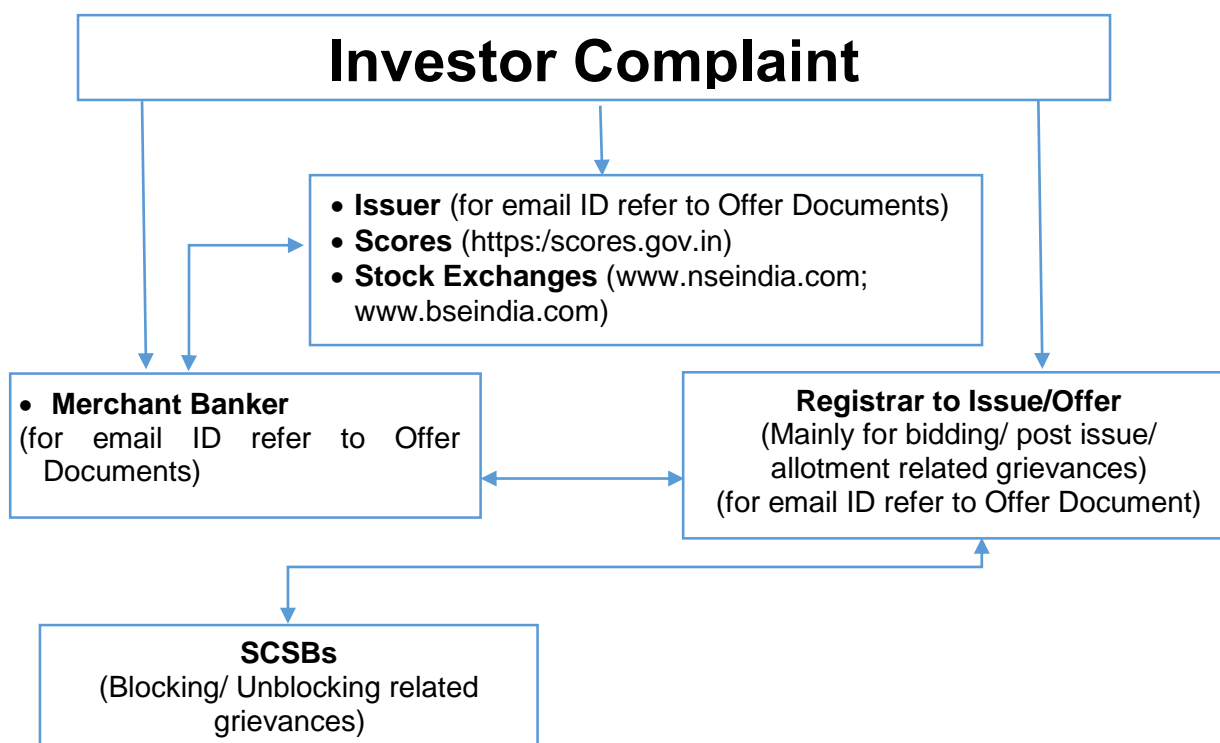 Investor Complaint
• Issuer (for email ID refer to Offer Documents)
• Scores (https:/scores.gov.in)
• Stock Exchanges (www.nseindia.com;
www.bseindia.com)
• Merchant Banker
(for email ID refer to Offer
Documents)
Registrar to Issue/Offer
(Mainly for bidding/ post issue/
allotment related grievances)
(for email ID refer to Offer Document)
SCSBs
(Blocking/ Unblocking related
grievances)